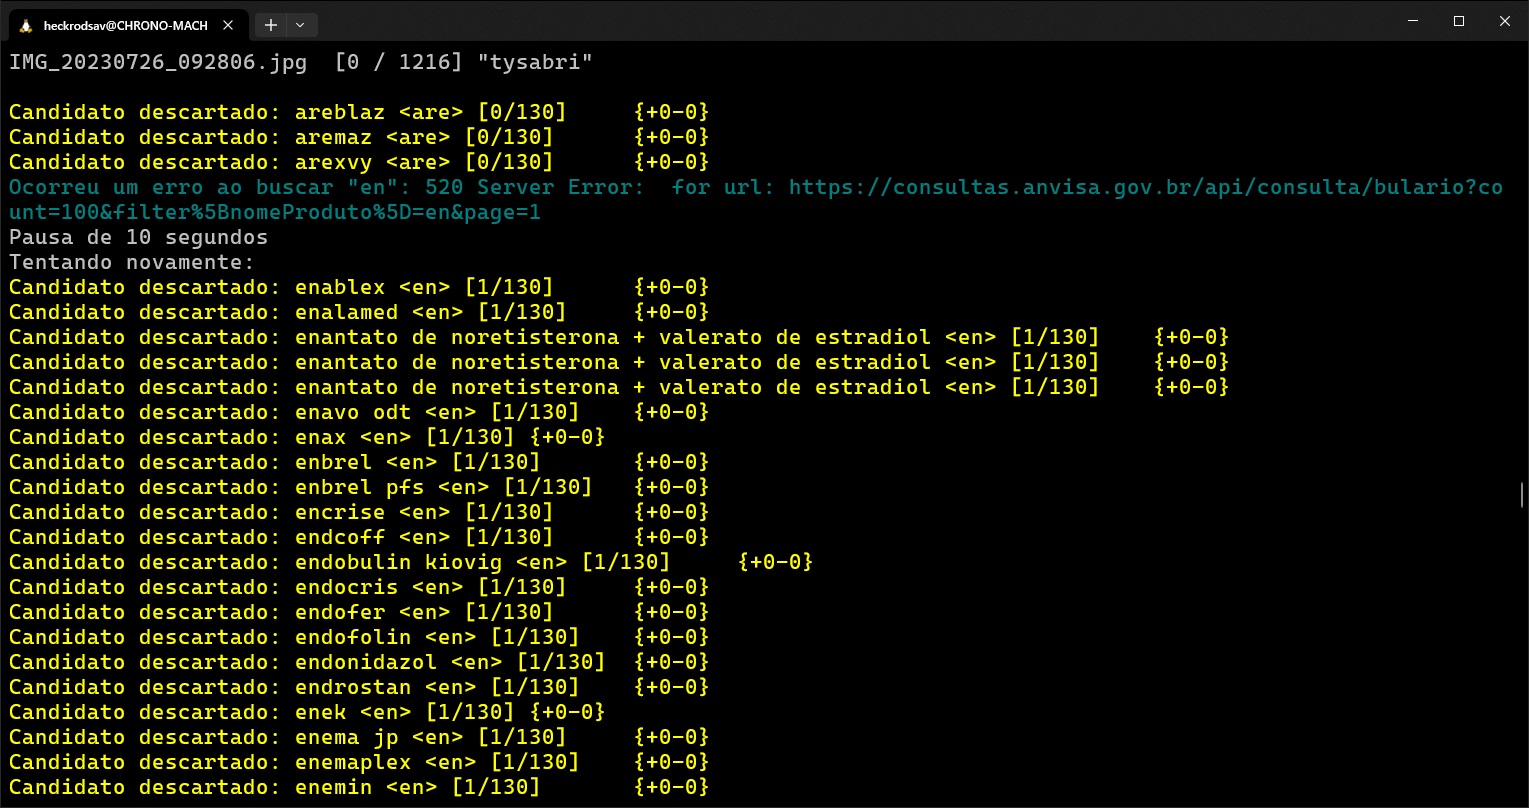 heckrodsav@CHRONO-MACH
IMG_20230726_092806.jpg [0 / 1216] "tysabri"
Candidato descartado: areblaz <are> [0/130] {+0-0}
Candidato descartado: aremaz <are> [0/130] {+0-0}
Candidato descartado: arexvy <are> [0/130] {+0-0}
Ocorreu um erro ao buscar "en": 520 Server Error: for url: https://consultas.anvisa.gov.br/api/consulta/bulario?co
unt=100&filter%5BnomeProduto%5D=en&page=1
Pausa de 10 segundos
Tentando novamente:
Candidato descartado: enablex <en> [1/130] {+0-0}
Candidato descartado: enalamed <en> [1/130] {+0-0}
Candidato descartado: enantato de noretisterona + valerato de estradiol <en> [1/130] {+0-0}
Candidato descartado: enantato de noretisterona + valerato de estradiol <en> [1/130] {+0-0}
Candidato descartado: enantato de noretisterona + valerato de estradiol <en> [1/130] {+0-0}
Candidato descartado: enavo odt <en> [1/130] {+0-0}
Candidato descartado: enax <en> [1/130] {+0-0}
Candidato descartado: enbrel <en> [1/130] {+0-0}
Candidato descartado: enbrel pfs <en> [1/130] {+0-0}
Candidato descartado: encrise <en> [1/130] {+0-0}
Candidato descartado: endcoff <en> [1/130] {+0-0}
Candidato descartado: endobulin kiovig <en> [1/130] {+0-0}
Candidato descartado: endocris <en> [1/130] {+0-0}
Candidato descartado: endofer <en> [1/130] {+0-0}
Candidato descartado: endofolin <en> [1/130] {+0-0}
Candidato descartado: endonidazol <en> [1/130] {+0-0}
Candidato descartado: endrostan <en> [1/130] {+0-0}
Candidato descartado: enek <en> [1/130] {+0-0}
Candidato descartado: enema jp <en> [1/130] {+0-0}
Candidato descartado: enemaplex <en> [1/130] {+0-0}
Candidato descartado: enemin <en> [1/130] {+0-0}